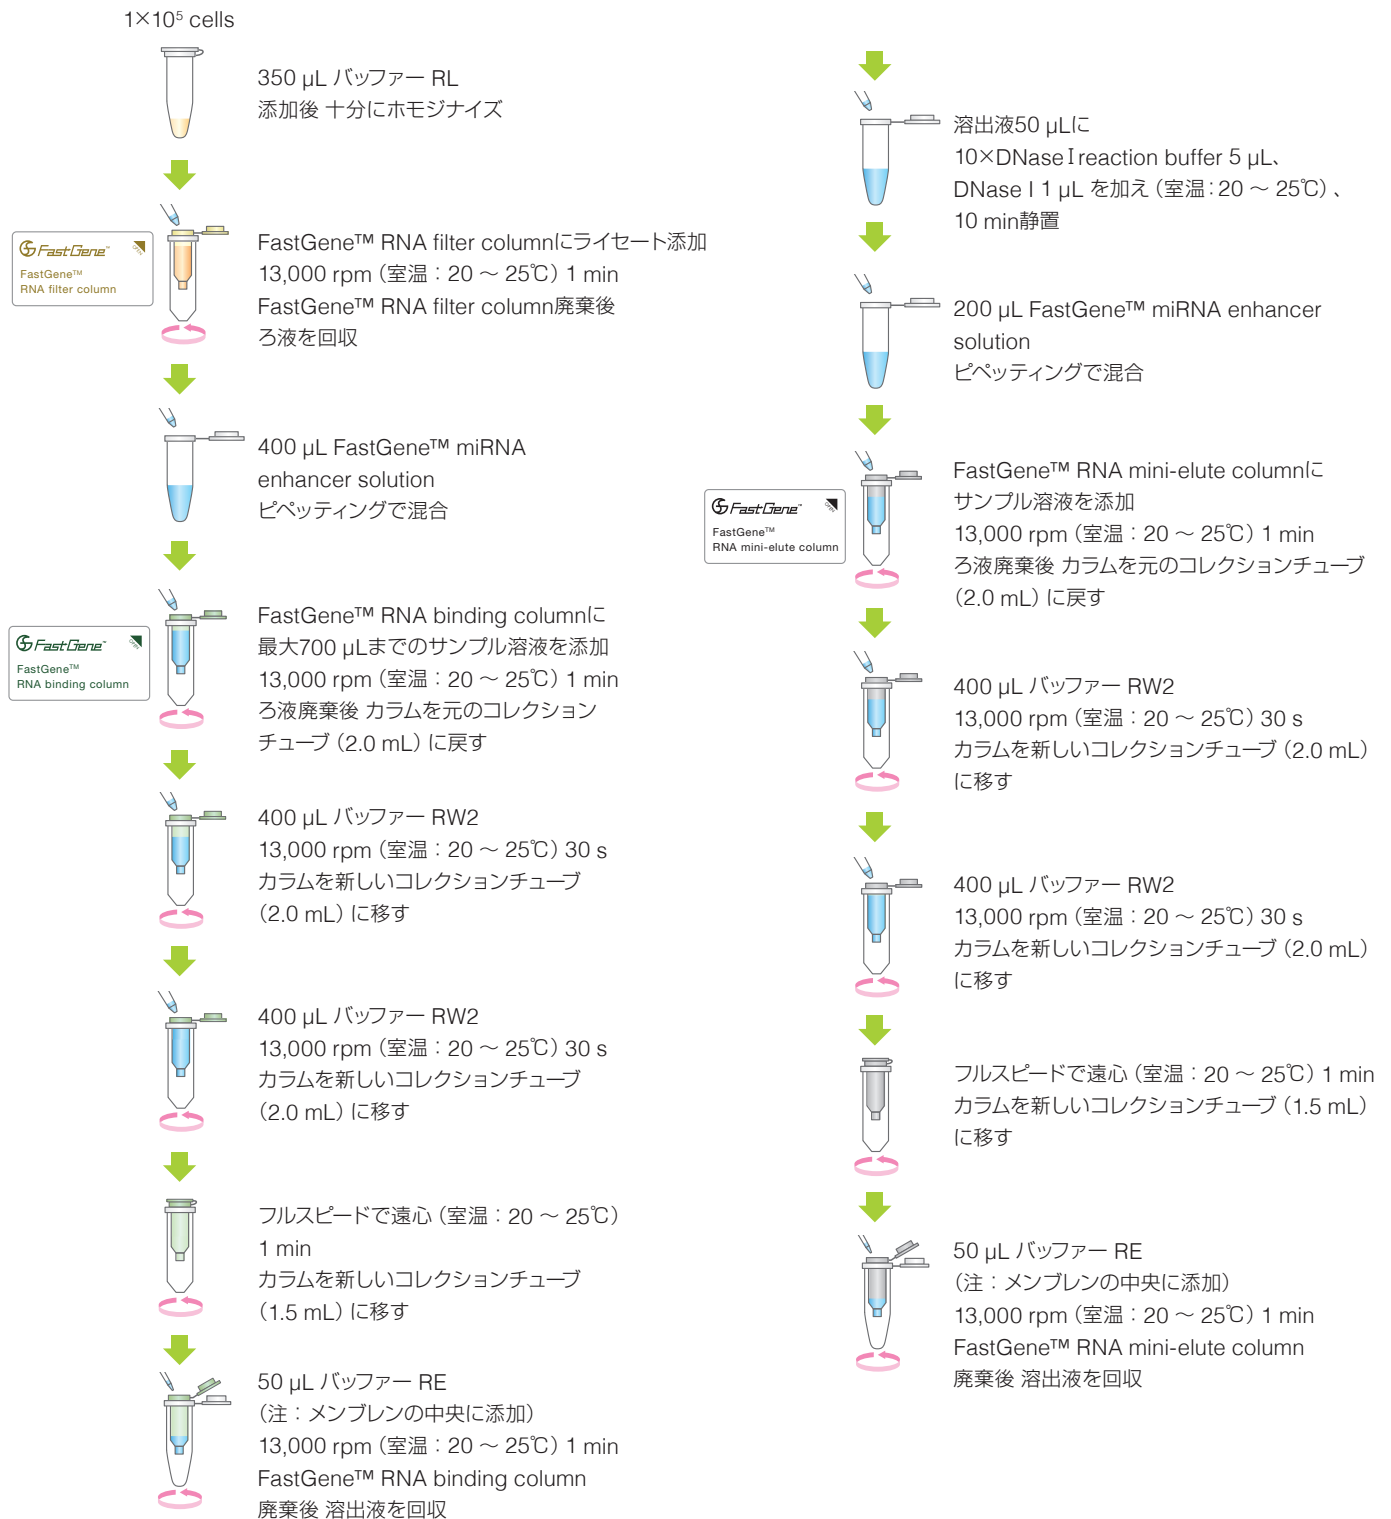 1×10⁵ cells
350 µL バッファー RL
添加後 十分にホモジナイズ
FastGene™
FastGene™
RNA filter column
OPEN
FastGene™ RNA filter columnにライセート添加
13,000 rpm（室温：20 ～ 25℃）1 min
FastGene™ RNA filter column廃棄後
ろ液を回収
400 µL FastGene™ miRNA
enhancer solution
ピペッティングで混合
FastGene™
FastGene™
RNA binding column
OPEN
FastGene™ RNA binding columnに
最大700 µLまでのサンプル溶液を添加
13,000 rpm（室温：20 ～ 25℃）1 min
ろ液廃棄後 カラムを元のコレクション
チューブ（2.0 mL）に戻す
400 µL バッファー RW2
13,000 rpm（室温：20 ～ 25℃）30 s
カラムを新しいコレクションチューブ
（2.0 mL）に移す
400 µL バッファー RW2
13,000 rpm（室温：20 ～ 25℃）30 s
カラムを新しいコレクションチューブ
（2.0 mL）に移す
フルスピードで遠心（室温：20 ～ 25℃）
1 min
カラムを新しいコレクションチューブ
（1.5 mL）に移す
50 µL バッファー RE
（注：メンブレンの中央に添加）
13,000 rpm（室温：20 ～ 25℃）1 min
FastGene™ RNA binding column
廃棄後 溶出液を回収
溶出液50 µLに
10×DNaseⅠreaction buffer 5 µL、
DNase I 1 µL を加え（室温：20 ～ 25℃）、
10 min静置
200 µL FastGene™ miRNA enhancer
solution
ピペッティングで混合
FastGene™
FastGene™
RNA mini-elute column
OPEN
FastGene™ RNA mini-elute columnに
サンプル溶液を添加
13,000 rpm（室温：20 ～ 25℃）1 min
ろ液廃棄後 カラムを元のコレクションチューブ
（2.0 mL）に戻す
400 µL バッファー RW2
13,000 rpm（室温：20 ～ 25℃）30 s
カラムを新しいコレクションチューブ（2.0 mL）
に移す
400 µL バッファー RW2
13,000 rpm（室温：20 ～ 25℃）30 s
カラムを新しいコレクションチューブ（2.0 mL）
に移す
フルスピードで遠心（室温：20 ～ 25℃）1 min
カラムを新しいコレクションチューブ（1.5 mL）
に移す
50 µL バッファー RE
（注：メンブレンの中央に添加）
13,000 rpm（室温：20 ～ 25℃）1 min
FastGene™ RNA mini-elute column
廃棄後 溶出液を回収